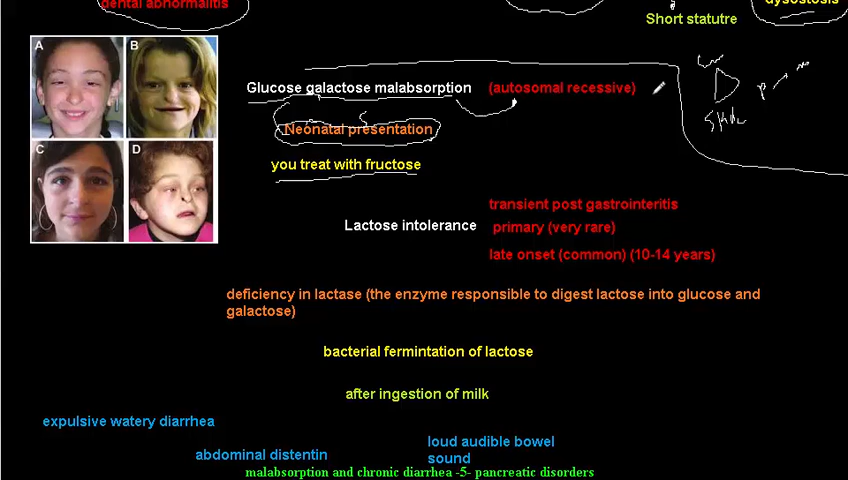 dental abnormalitis
dysostosis
Short statutre
A
B
C
D
Glucose galactose malabsorption (autosomal recessive)
Neonatal presentation
you treat with fructose
transient post gastrointeritis
Lactose intolerance
primary (very rare)
late onset (common) (10-14 years)
deficiency in lactase (the enzyme responsible to digest lactose into glucose and
galactose)
bacterial fermintation of lactose
after ingestion of milk
expulsive watery diarrhea
abdominal distentin
loud audible bowel
sound
malabsorption and chronic diarrhea -5- pancreatic disorders